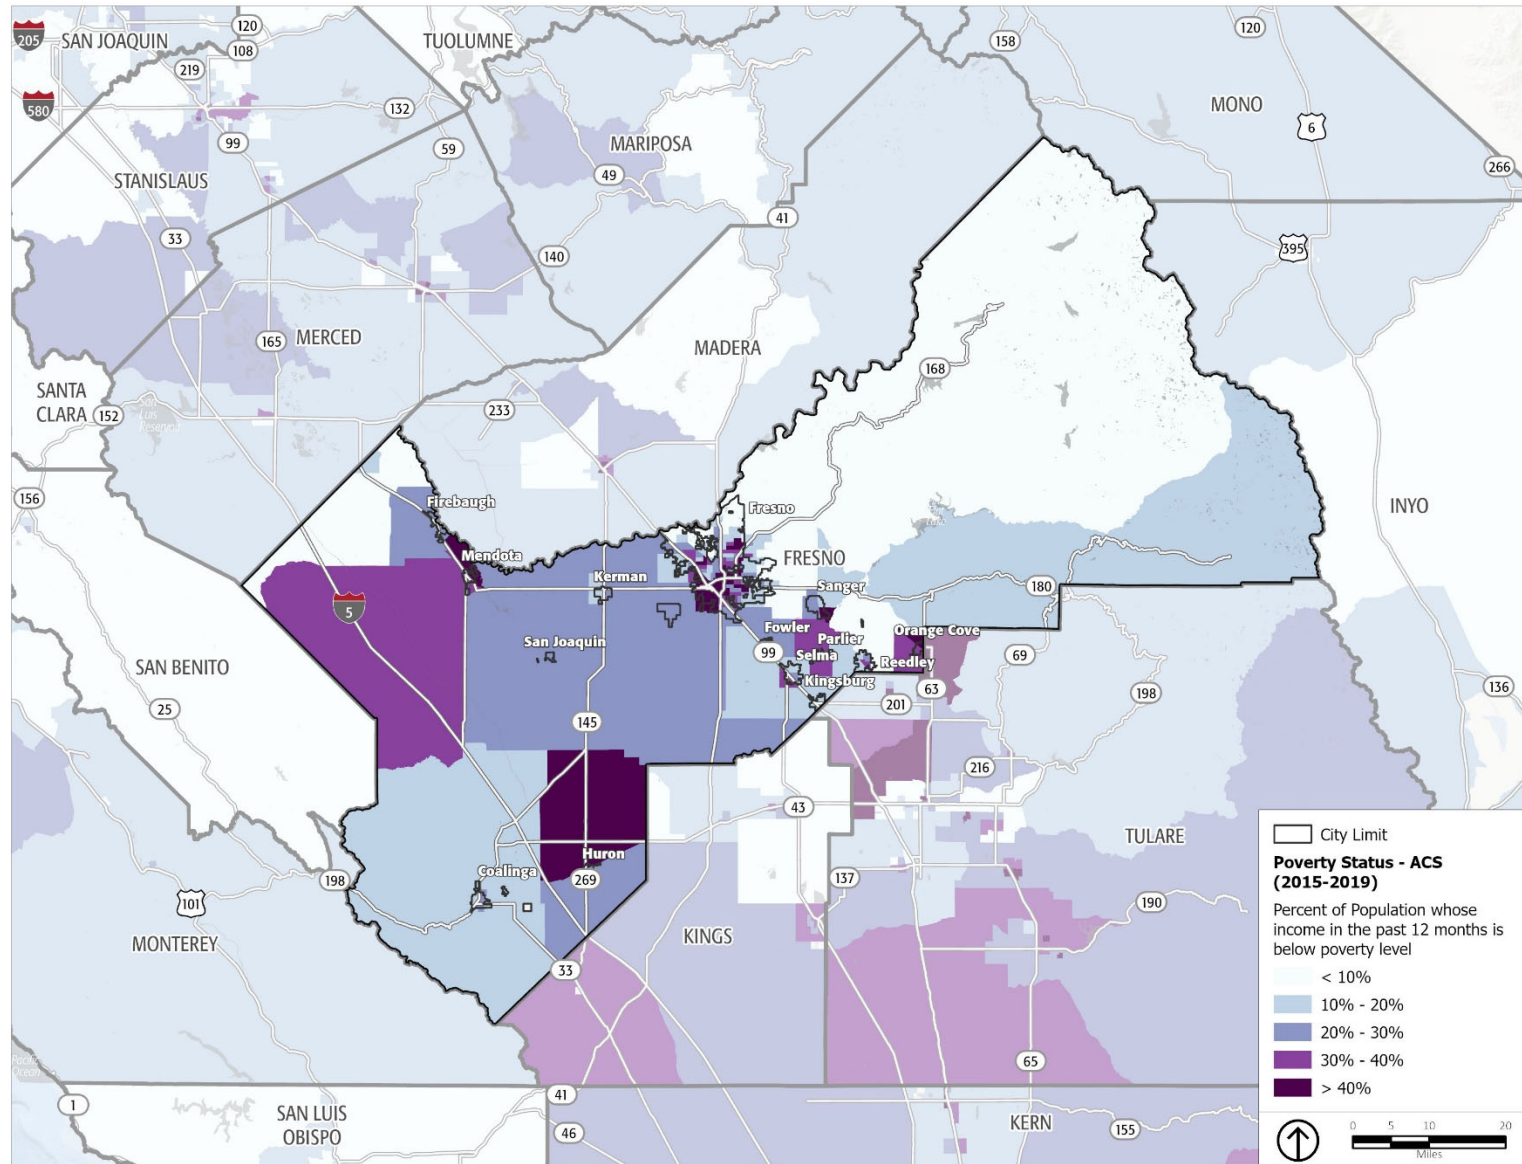 205
SAN JOAQUIN
120
108
219
TUOLUMNE
158
120
580
132
MONO
6
99
59
MARIPOSA
266
STANISLAUS
49
33
41
395
140
165
MERCED
MADERA
168
SANTA
CLARA
152
San
Luis
Reservoir
233
156
INYO
Firebaugh
Fresno
Mendota
FRESNO
Kerman
Sanger
180
5
Fowler
Orange Cove
Parlier
San Joaquin
99
Selma
Reedley
69
SAN BENITO
Kingsburg
63
198
136
25
201
145
216
43
TULARE
Huron
Coalinga
198
269
137
101
190
MONTEREY
KINGS
33
65
Pacific
Ocean
41
1
SAN LUIS
OBISPO
46
KERN
155
City Limit
Poverty Status - ACS
(2015-2019)
Percent of Population whose
income in the past 12 months is
below poverty level
< 10%
10% - 20%
20% - 30%
30% - 40%
> 40%
0 5 10 20
Miles